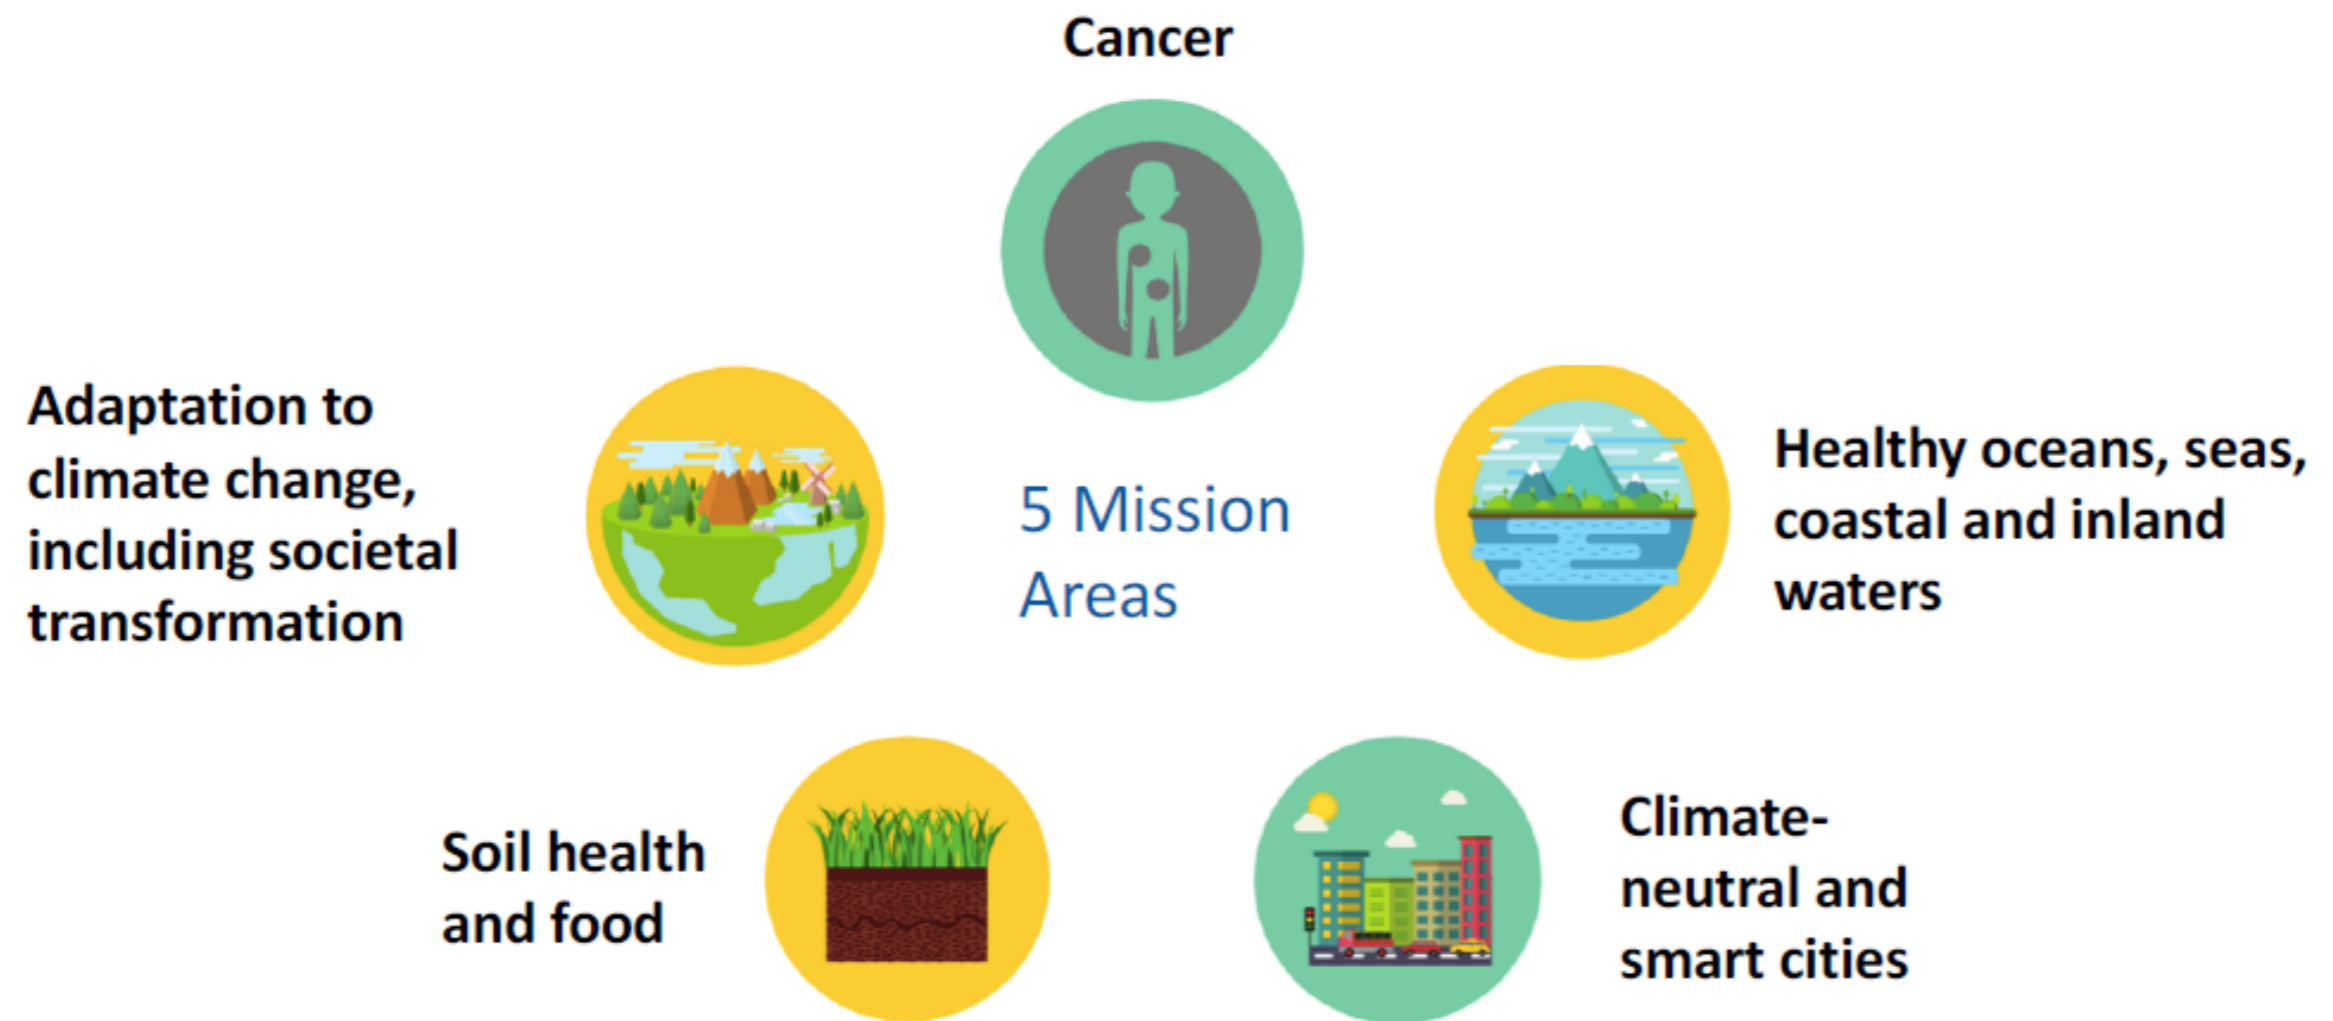 Cancer
Adaptation to
climate change,
including societal
transformation
5 Mission
Areas
Healthy oceans, seas,
coastal and inland
waters
Soil health
and food
Climate-
neutral and
smart cities